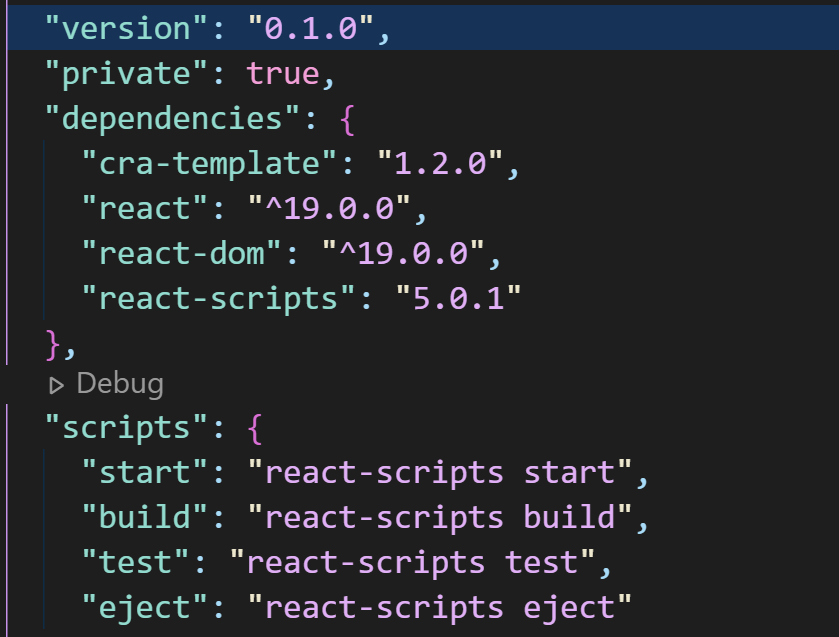 "version": "0.1.0",
"private": true,
"dependencies": {
"cra-template": "1.2.0",
"react": "^19.0.0",
"react-dom": "^19.0.0",
"react-scripts": "5.0.1"
},
Debug
"scripts": {
"start": "react-scripts start",
"build": "react-scripts build",
"test": "react-scripts test",
"eject": "react-scripts eject"